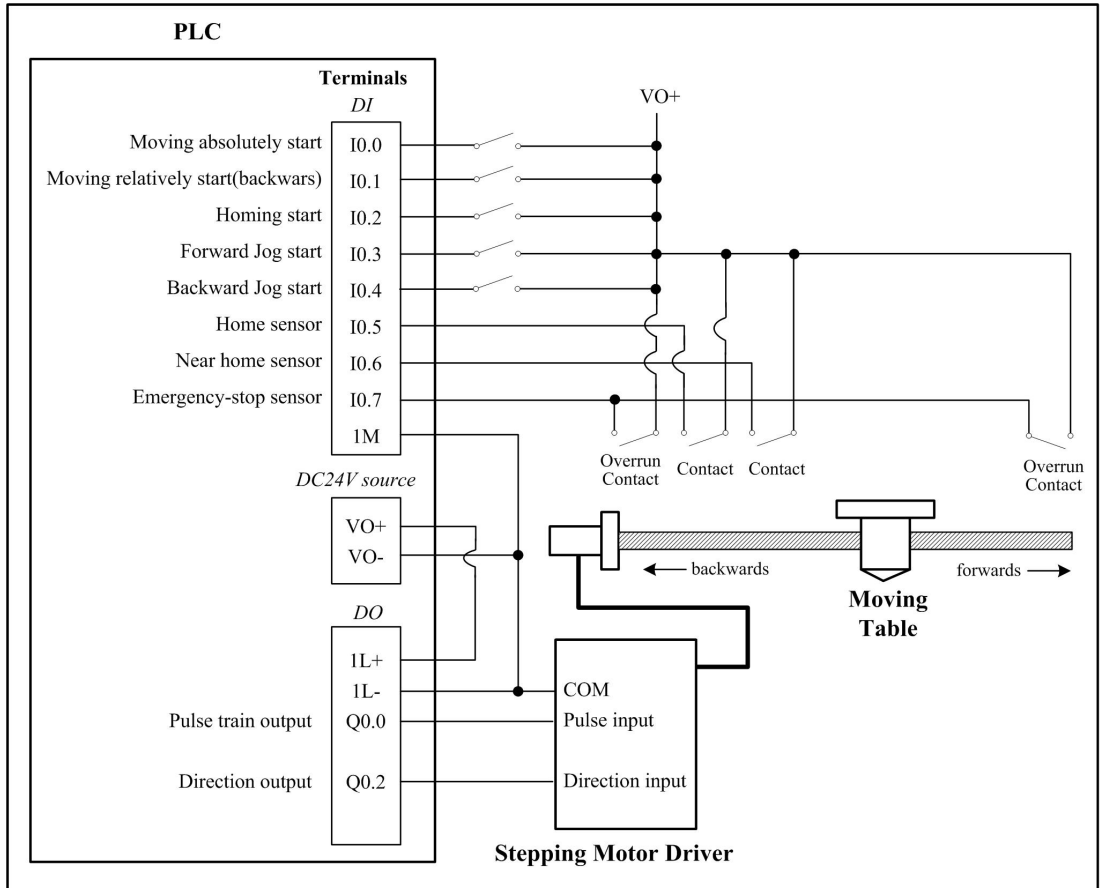 PLC
Terminals
DI
VO+
Moving absolutely start I0.0
Moving relatively start(backwars) I0.1
Homing start I0.2
Forward Jog start I0.3
Backward Jog start I0.4
Home sensor I0.5
Near home sensor I0.6
Emergency-stop sensor I0.7
1M
Overrun
Contact
Contact
Contact
Overrun
Contact
DC24V source
VO+
VO-
backwards
forwards
Moving
Table
DO
1L+
1L-
COM
Pulse train output Q0.0
Pulse input
Direction output Q0.2
Direction input
Stepping Motor Driver